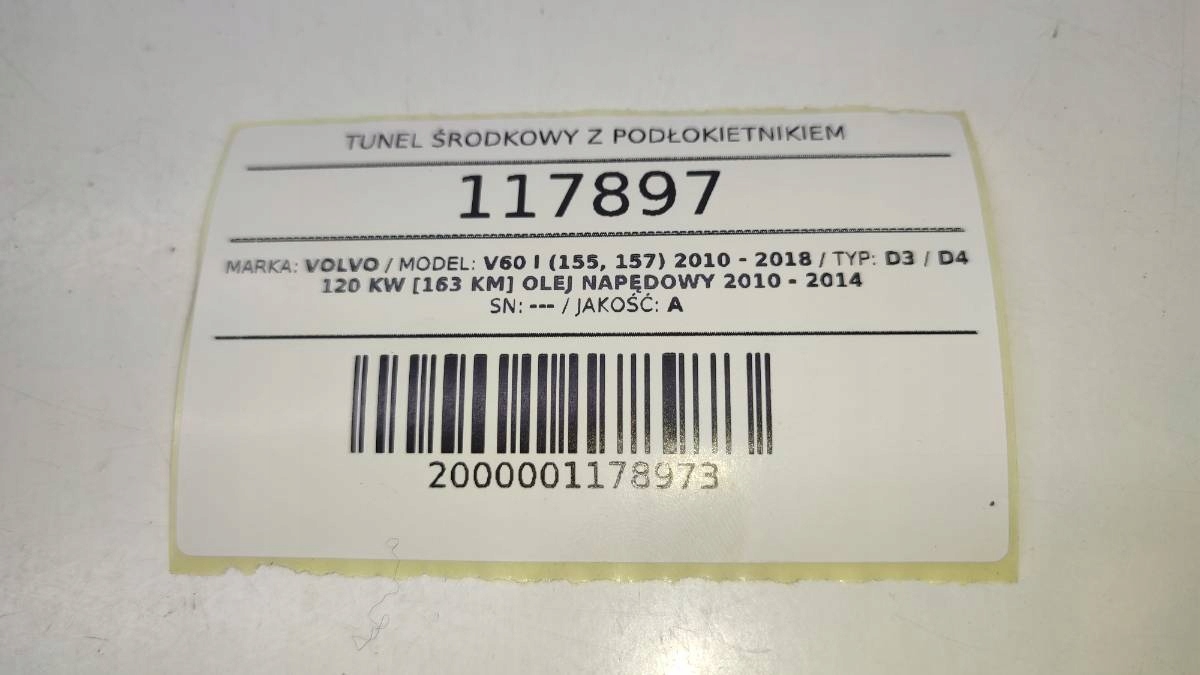 TUNEL ŚRODKOWY Z PODŁOKIETNIKIEM
117897
MARKA: VOLVO / MODEL: V60 I (155, 157) 2010 - 2018 / TYP: D3 / D4
120 KW [163 KM] OLEJ NAPĘDOWY 2010 - 2014
SN: --- / JAKOŚĆ: A
2000001178973